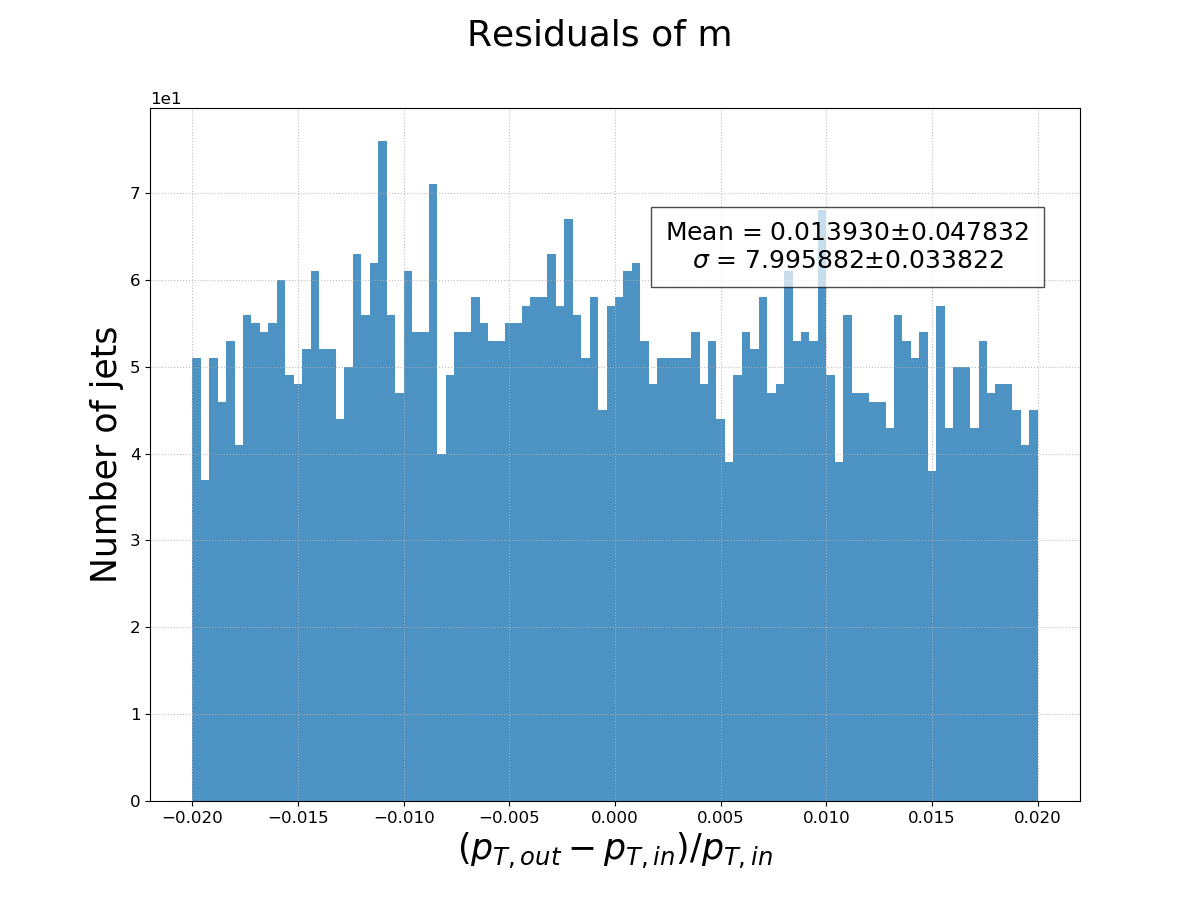 Residuals of m
1e1
7
6
5
4
3
2
1
0
Number of jets
Mean = 0.013930±0.047832
σ = 7.995882±0.033822
−0.020 −0.015 −0.010 −0.005 0.000 0.005 0.010 0.015 0.020
(p_{T,out} − p_{T,in})/p_{T,in}